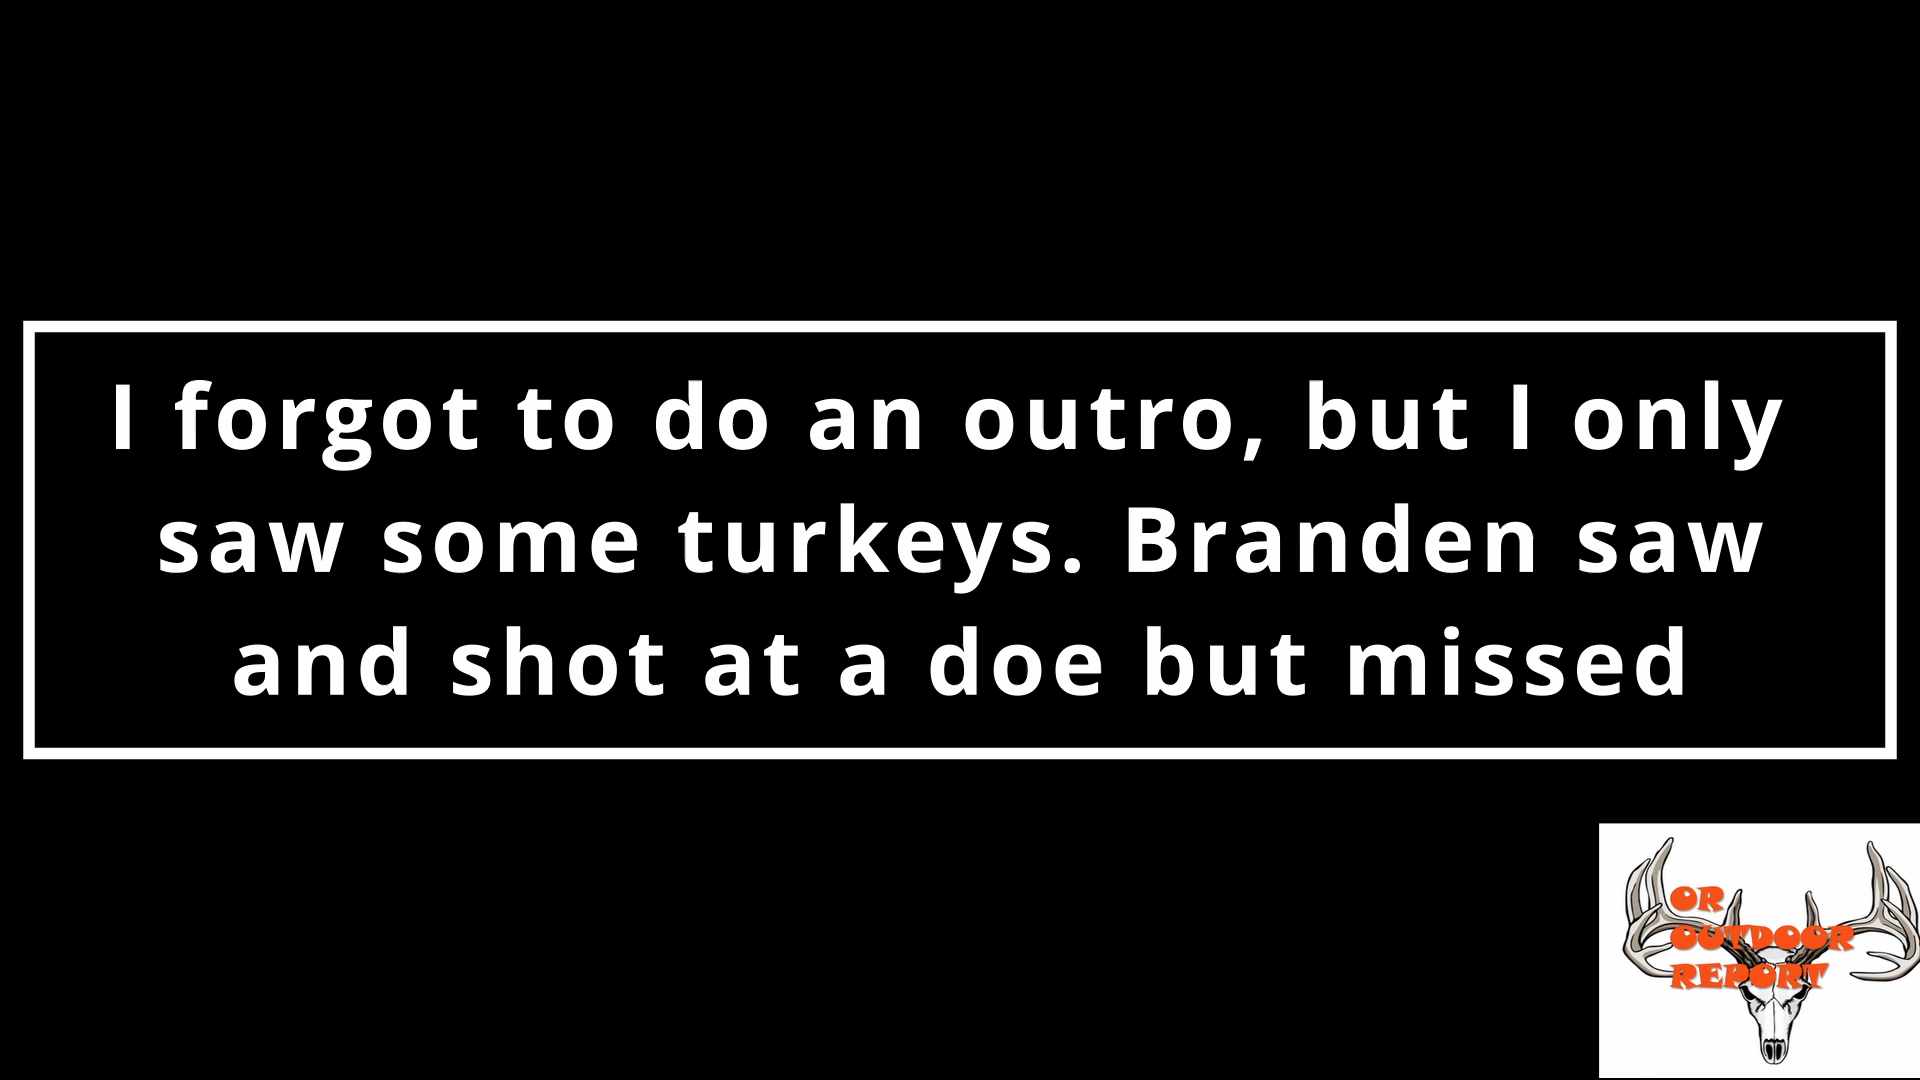 I forgot to do an outro, but I only
saw some turkeys. Branden saw
and shot at a doe but missed
OR
OUTDOOR
REPORT